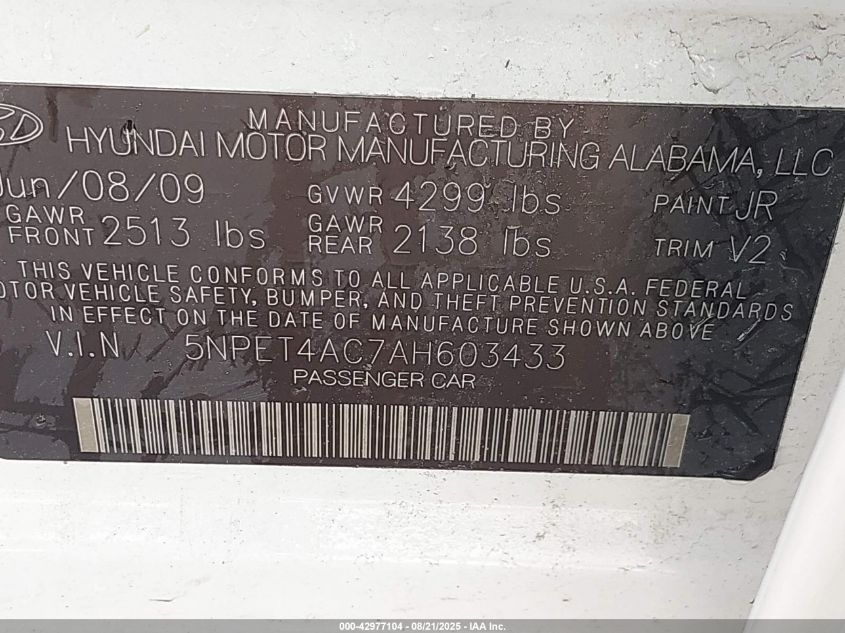 MANUFACTURED BY
HYUNDAI MOTOR MANUFACTURING ALABAMA, LLC
Jun/08/09 GVWR 4299 lbs PAINT JR
GAWR FRONT 2513 lbs GAWR REAR 2138 lbs TRIM V2
THIS VEHICLE CONFORMS TO ALL APPLICABLE U.S.A. FEDERAL
MOTOR VEHICLE SAFETY, BUMPER, AND THEFT PREVENTION STANDARDS
IN EFFECT ON THE DATE OF MANUFACTURE SHOWN ABOVE
V.I.N 5NPET4AC7AH603433
PASSENGER CAR
000-42977104 - 08/21/2025 - IAA Inc.